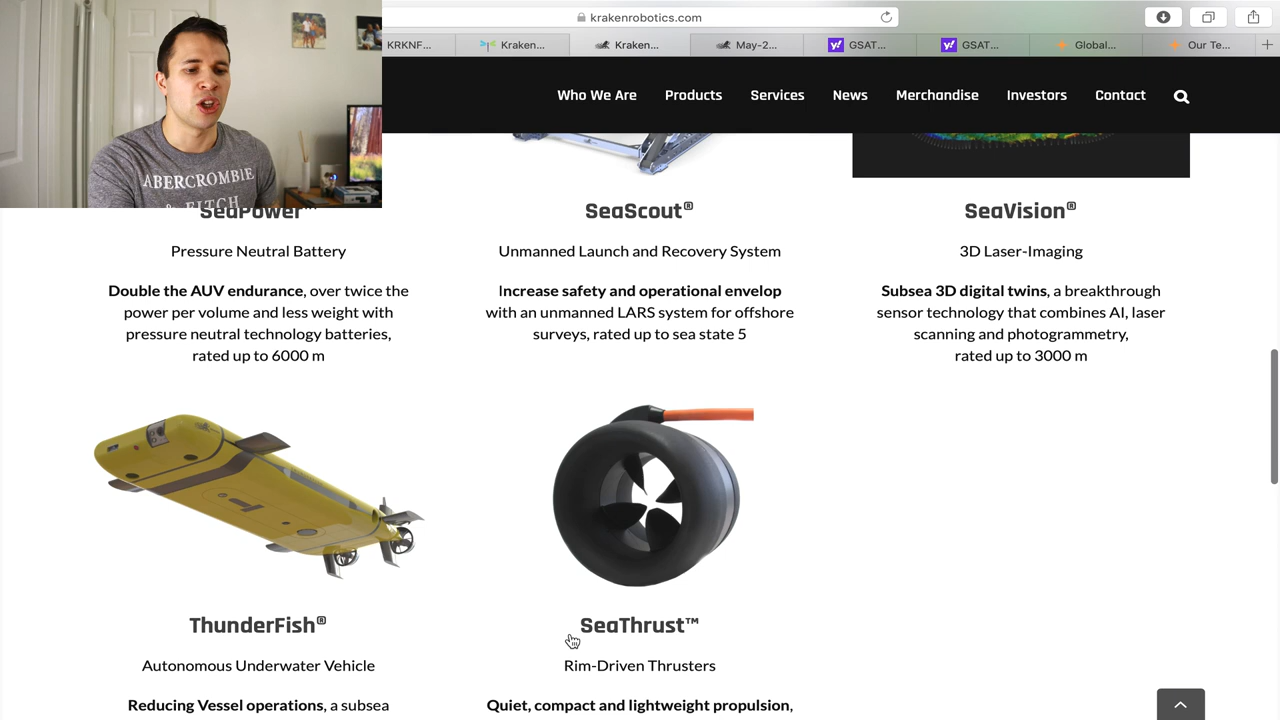 krakenrobotics.com
KRKNF...
Kraken...
Kraken...
May-2...
GSAT...
GSAT...
Global...
Our Te...
Who We Are
Products
Services
News
Merchandise
Investors
Contact
ABERCROMBIE
& FITCH
SeaPower™
Pressure Neutral Battery
Double the AUV endurance, over twice the
power per volume and less weight with
pressure neutral technology batteries,
rated up to 6000 m
SeaScout®
Unmanned Launch and Recovery System
Increase safety and operational envelop
with an unmanned LARS system for offshore
surveys, rated up to sea state 5
SeaVision®
3D Laser-Imaging
Subsea 3D digital twins, a breakthrough
sensor technology that combines AI, laser
scanning and photogrammetry,
rated up to 3000 m
ThunderFish®
Autonomous Underwater Vehicle
Reducing Vessel operations, a subsea
SeaThrust™
Rim-Driven Thrusters
Quiet, compact and lightweight propulsion,